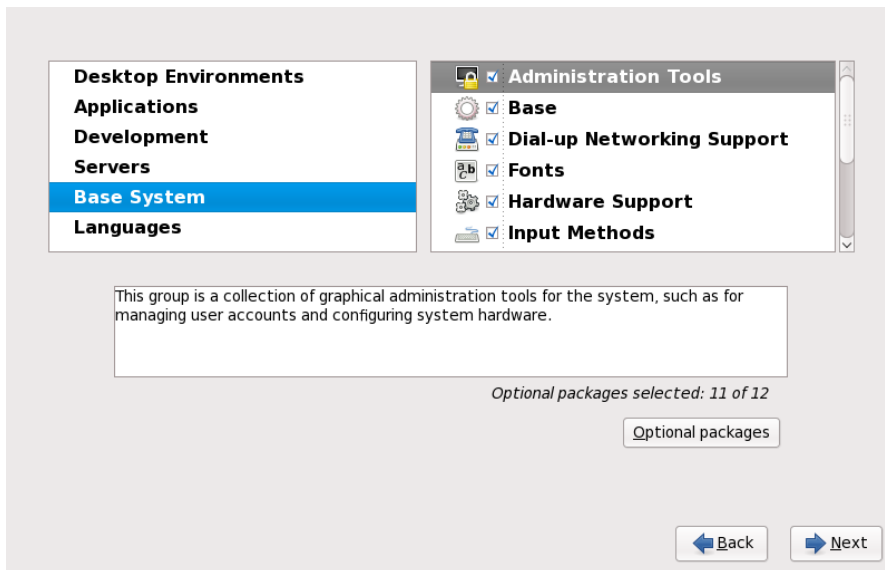 Desktop Environments
Applications
Development
Servers
Base System
Languages
Administration Tools
Base
Dial-up Networking Support
Fonts
Hardware Support
Input Methods
This group is a collection of graphical administration tools for the system, such as for
managing user accounts and configuring system hardware.
Optional packages selected: 11 of 12
Optional packages
Back
Next